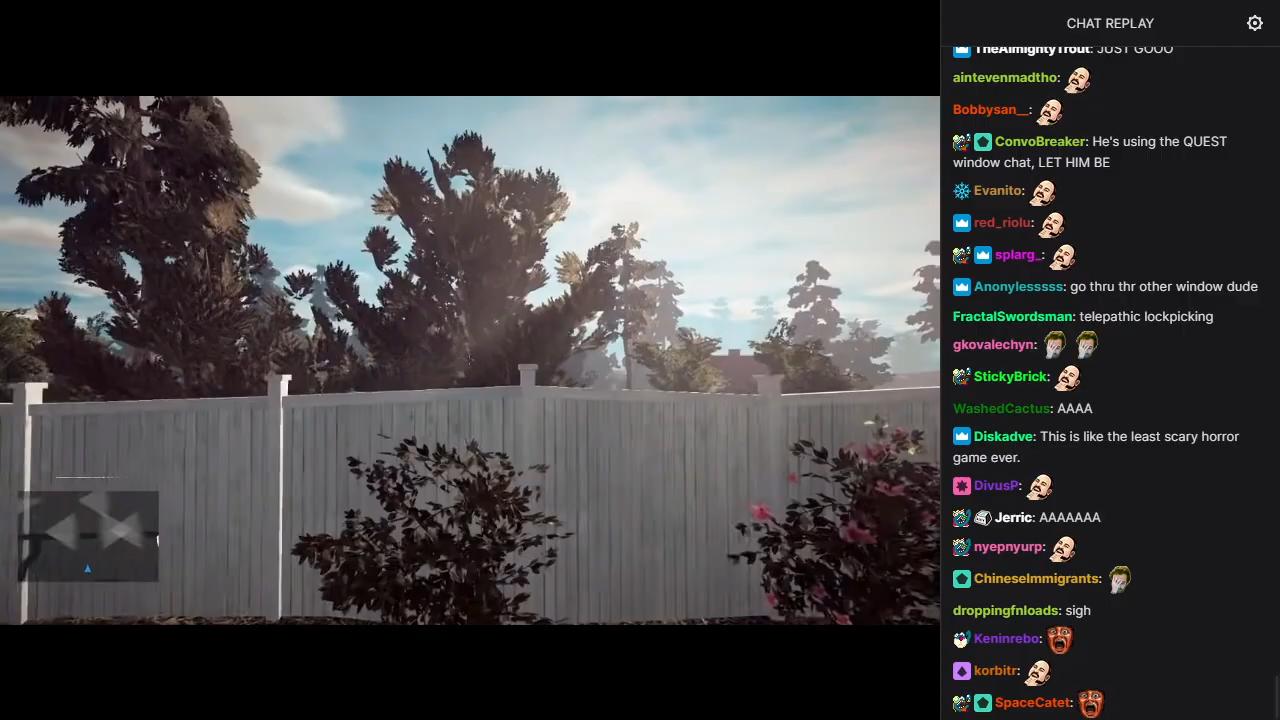 CHAT REPLAY
TheAlmightyTrout: JUST GOOO
aintevenmadtho:
Bobbysan__:
ConvoBreaker: He's using the QUEST
window chat, LET HIM BE
Evanito:
red_riolu:
splarg_:
Anonylesssss: go thru thr other window dude
FractalSwordsman: telepathic lockpicking
gkovalechyn:
StickyBrick:
WashedCactus: AAAA
Diskadve: This is like the least scary horror
game ever.
DivusP:
Jerric: AAAAAAA
nyepnyurp:
ChineseImmigrants:
droppingfnloads: sigh
Keninrebo:
korbitr:
SpaceCatet: